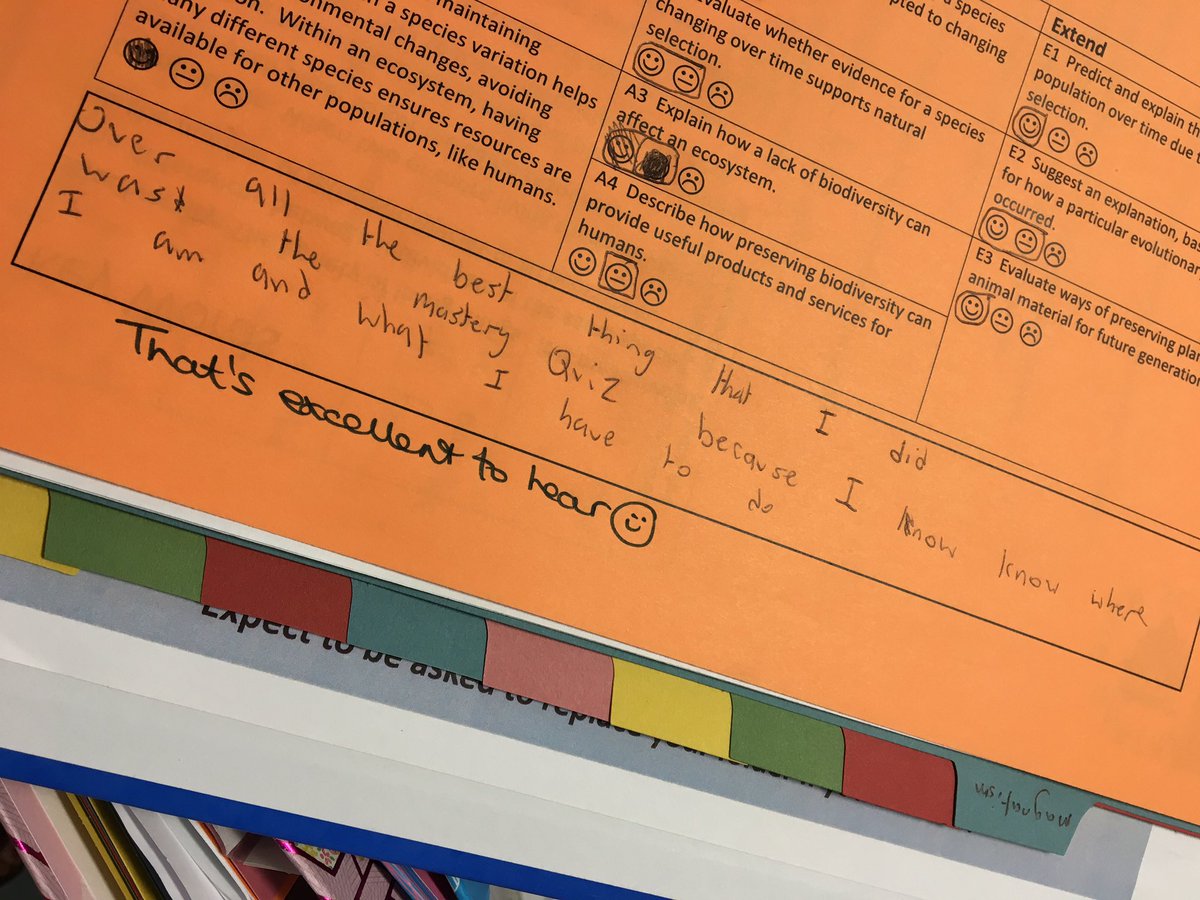 maintaining
n a species variation helps
onmental changes, avoiding
on. Within an ecosystem, having
any different species ensures resources are
available for other populations, like humans.
Evaluate whether evidence for a species
changing over time supports natural
selection.
A3 Explain how a lack of biodiversity can
affect an ecosystem.
A4 Describe how preserving biodiversity can
provide useful products and services for
humans.
a species
pted to changing
Extend
E1 Predict and explain th
population over time due
selection.
E2 Suggest an explanation, bas
for how a particular evolutionar
occurred.
E3 Evaluate ways of preserving plan
animal material for future generation
Over all the best thing that I did
wast the mastery Quiz because I know know where
I am and what I have to do
That's excellent to hear
Expect to be asked to replace your
magnatism